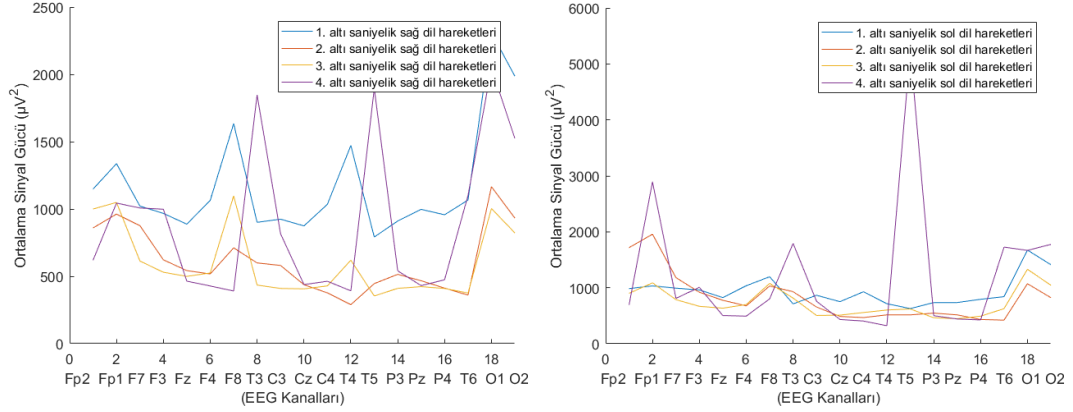 2500
2000
1500
1000
500
0
Ortalama Sinyal Gücü (µV²)
1. altı saniyelik sağ dil hareketleri
2. altı saniyelik sağ dil hareketleri
3. altı saniyelik sağ dil hareketleri
4. altı saniyelik sağ dil hareketleri
0 2 4 6 8 10 12 14 16 18
Fp2 Fp1 F7 F3 Fz F4 F8 T3 C3 Cz C4 T4 T5 P3 Pz P4 T6 O1 O2
(EEG Kanalları)
6000
5000
4000
3000
2000
1000
0
Ortalama Sinyal Gücü (µV²)
1. altı saniyelik sol dil hareketleri
2. altı saniyelik sol dil hareketleri
3. altı saniyelik sol dil hareketleri
4. altı saniyelik sol dil hareketleri
0 2 4 6 8 10 12 14 16 18
Fp2 Fp1 F7 F3 Fz F4 F8 T3 C3 Cz C4 T4 T5 P3 Pz P4 T6 O1 O2
(EEG Kanalları)